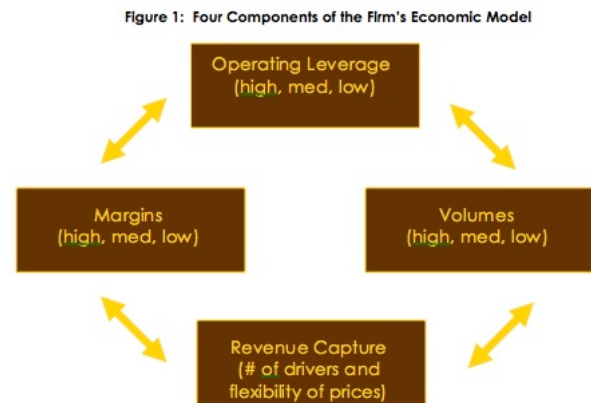 Figure 1: Four Components of the Firm's Economic Model
Operating Leverage
(high, med, low)
Margins
(high, med, low)
Volumes
(high, med, low)
Revenue Capture
(# of drivers and
flexibility of prices)